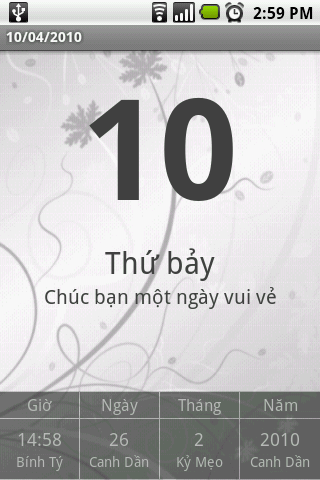 2:59 PM
10/04/2010
10
Thứ bảy
Chúc bạn một ngày vui vẻ
Giờ Ngày Tháng Năm
14:58 26 2 2010
Bính Tý Canh Dần Kỷ Mẹo Canh Dần